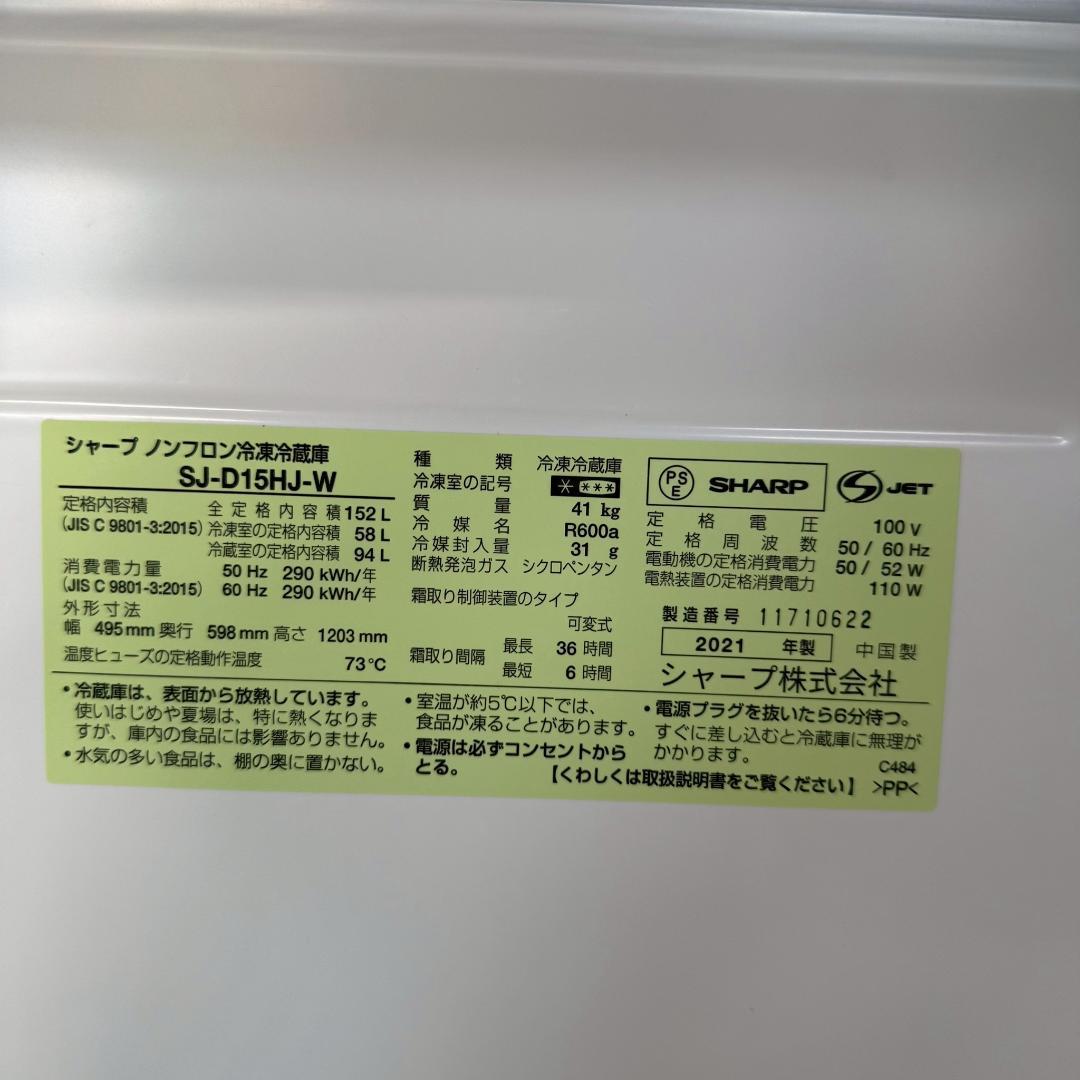 シャープ ノンフロン冷凍冷蔵庫
SJ-D15HJ-W
定格内容積 全定格内容積 152 L
(JIS C 9801-3:2015) 冷凍室の定格内容積 58 L
冷蔵室の定格内容積 94 L
消費電力量 50 Hz 290 kWh/年
(JIS C 9801-3:2015) 60 Hz 290 kWh/年
外形寸法
幅 495 mm 奥行 598 mm 高さ 1203 mm
温度ヒューズの定格動作温度 73℃
種類 冷凍冷蔵庫
冷凍室の記号 * ***
質量 41 kg
冷媒名 R600a
冷媒封入量 31 g
断熱発泡ガス シクロペンタン
霜取り制御装置のタイプ
可変式
霜取り間隔 最長 36 時間
最短 6 時間
PS E SHARP S JET
定格電圧 100 V
定格周波数 50 / 60 Hz
電動機の定格消費電力 50 / 52 W
電熱装置の定格消費電力 110 W
製造番号 11710622
2021 年製 中国製
シャープ株式会社
・冷蔵庫は、表面から放熱しています。
使いはじめや夏場は、特に熱くなりま
すが、庫内の食品には影響ありません。
・水気の多い食品は、棚の奥に置かない。
・室温が約5℃以下では、
食品が凍ることがあります。
・電源は必ずコンセントから
とる。
・電源プラグを抜いたら6分待つ。
すぐに差し込むと冷蔵庫に無理が
かかります。
C484
【くわしくは取扱説明書をご覧ください】 >PP<